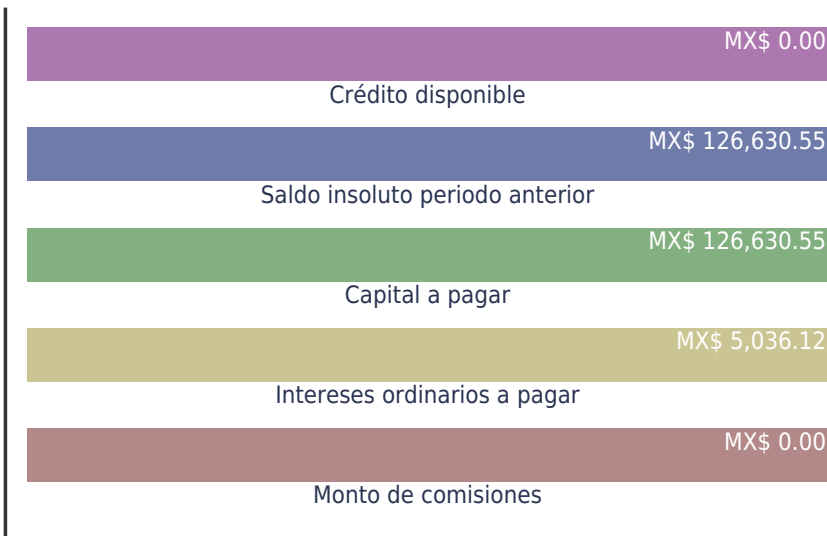 MX$ 0.00
Crédito disponible
MX$ 126,630.55
Saldo insoluto periodo anterior
MX$ 126,630.55
Capital a pagar
MX$ 5,036.12
Intereses ordinarios a pagar
MX$ 0.00
Monto de comisiones